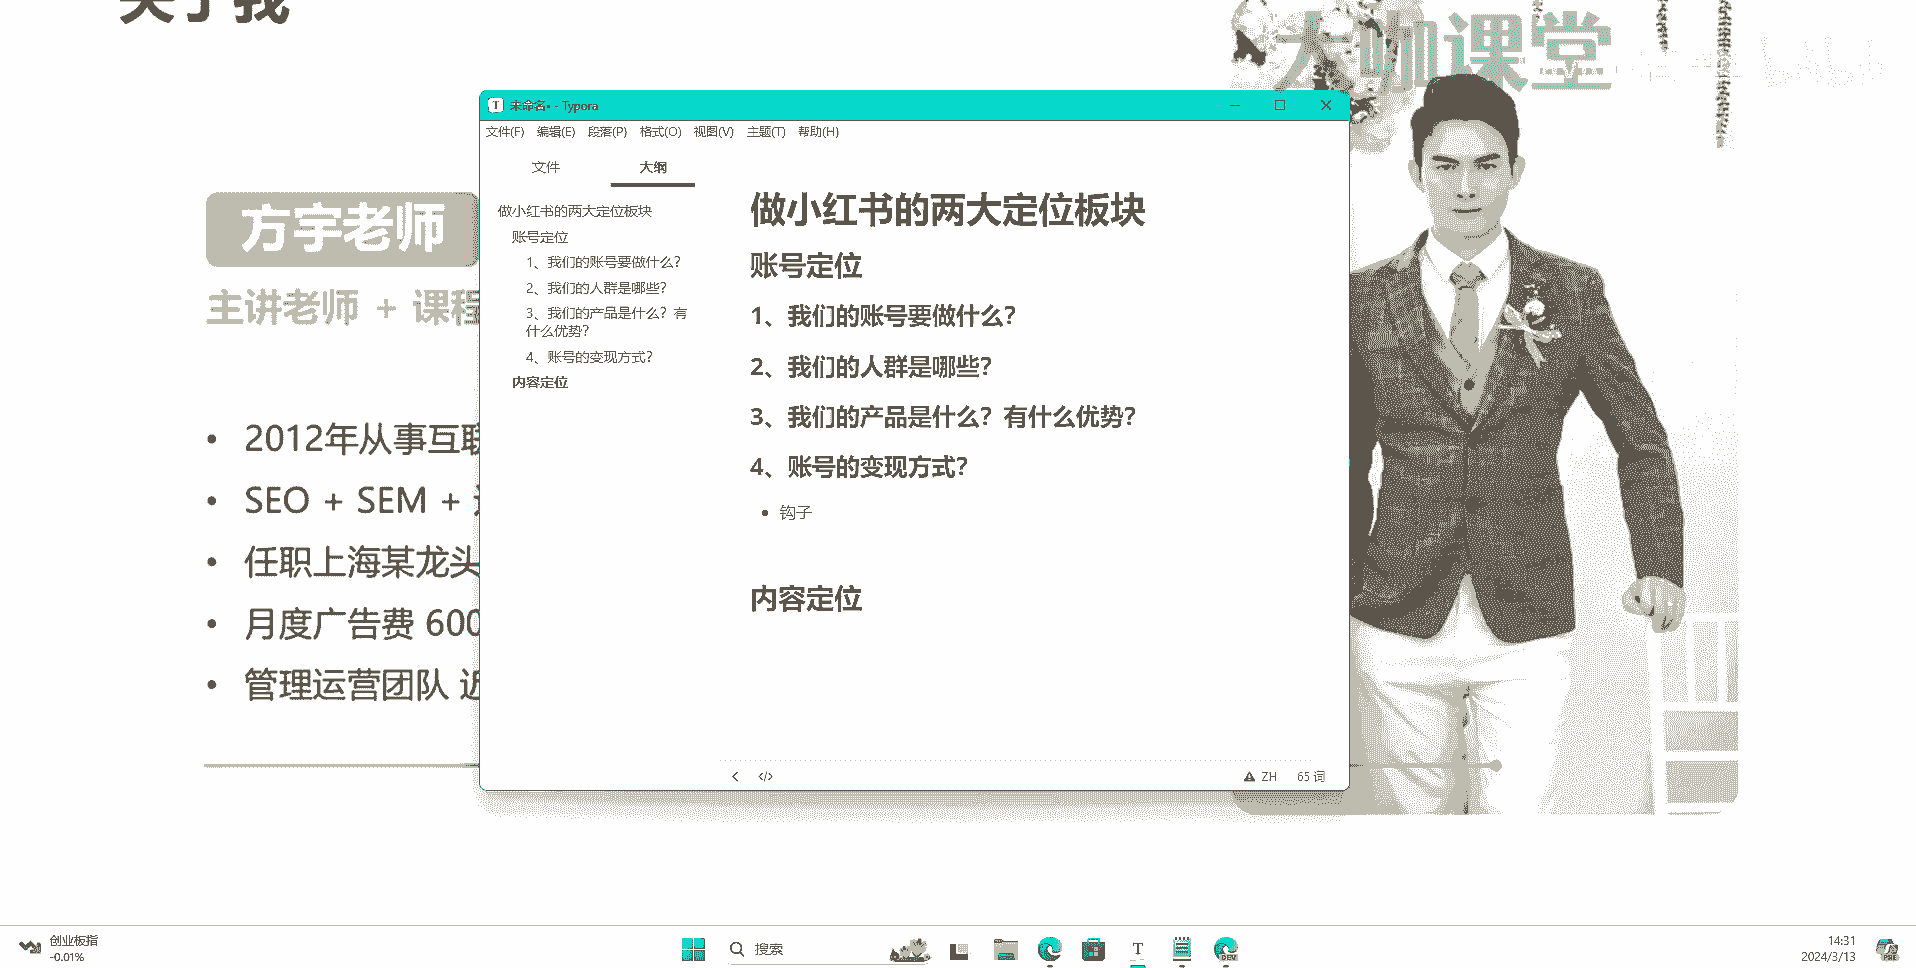 关于我
大咖课堂
方宇老师
主讲老师 + 课程
2012年从事互联
SEO + SEM +
任职上海某龙头
月度广告费 600
管理运营团队 近
未命名• - Typora
文件(F) 编辑(E) 段落(P) 格式(O) 视图(V) 主题(T) 帮助(H)
文件 大纲
做小红书的两大定位板块
账号定位
1、我们的账号要做什么？
2、我们的人群是哪些？
3、我们的产品是什么？有
什么优势？
4、账号的变现方式？
内容定位
做小红书的两大定位板块
账号定位
1、我们的账号要做什么？
2、我们的人群是哪些？
3、我们的产品是什么？有什么优势？
4、账号的变现方式？
钩子
内容定位
ZH 65 词
创业板指
-0.01%
搜索
T
DEV
14:31
2024/3/13
PRE